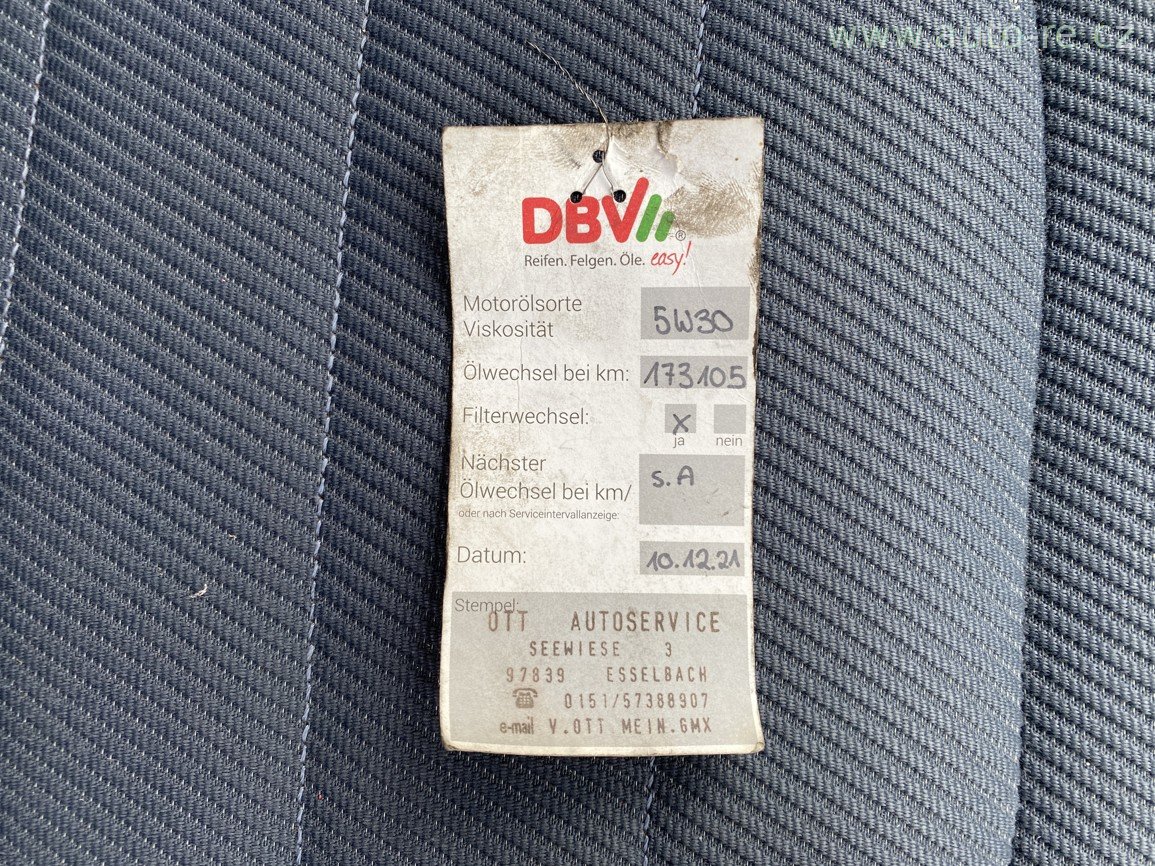 www.auto-re.cz
DBV®
Reifen. Felgen. Öle. easy!
Motorölsorte
Viskosität 5W30
Ölwechsel bei km: 173105
Filterwechsel: X
ja nein
Nächster
Ölwechsel bei km/ s.A
oder nach Serviceintervallanzeige:
Datum: 10.12.21
Stempel:
OTT AUTOSERVICE
SEEWIESE 3
97839 ESSELBACH
☎ 0151/57388907
e-mail V.OTT MEIN.GMX